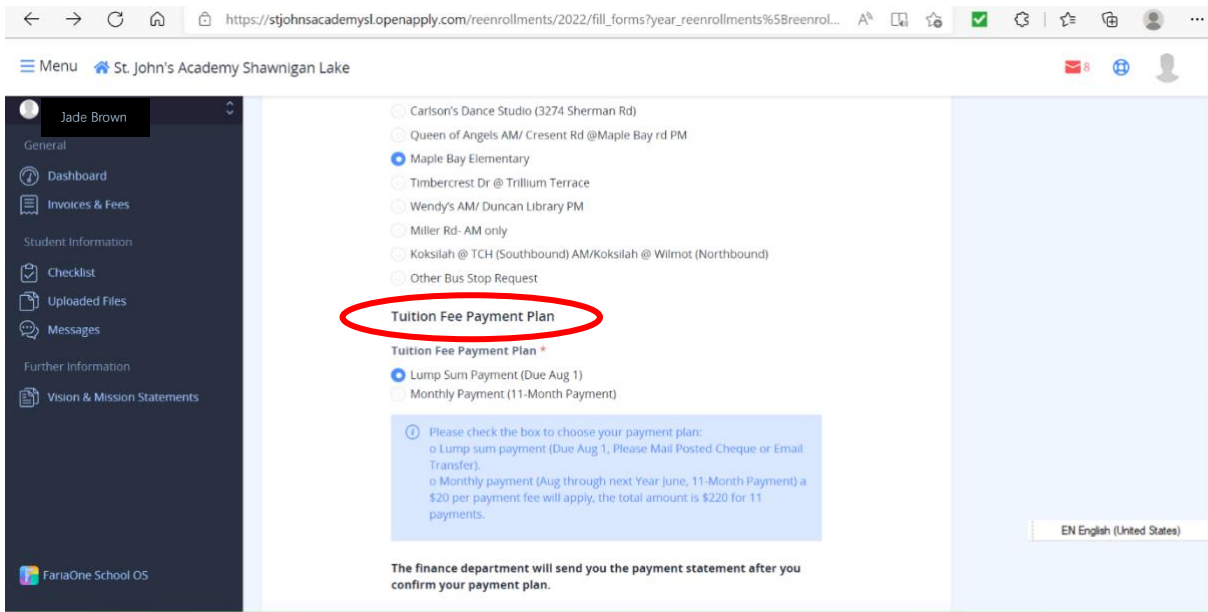 https://stjohnsacademysl.openapply.com/reenrollments/2022/fill_forms?year_reenrollments%5Breenrol...
Menu St. John's Academy Shawnigan Lake
8
Jade Brown
General
Dashboard
Invoices & Fees
Student Information
Checklist
Uploaded Files
Messages
Further Information
Vision & Mission Statements
FariaOne School OS
Carlson's Dance Studio (3274 Sherman Rd)
Queen of Angels AM/ Cresent Rd @Maple Bay rd PM
Maple Bay Elementary
Timbercrest Dr @ Trillium Terrace
Wendy's AM/ Duncan Library PM
Miller Rd- AM only
Koksilah @ TCH (Southbound) AM/Koksilah @ Wilmot (Northbound)
Other Bus Stop Request
Tuition Fee Payment Plan
Tuition Fee Payment Plan *
Lump Sum Payment (Due Aug 1)
Monthly Payment (11-Month Payment)
Please check the box to choose your payment plan:
o Lump sum payment (Due Aug 1, Please Mail Posted Cheque or Email
Transfer).
o Monthly payment (Aug through next Year June, 11-Month Payment) a
$20 per payment fee will apply, the total amount is $220 for 11
payments.
The finance department will send you the payment statement after you
confirm your payment plan.
EN English (United States)